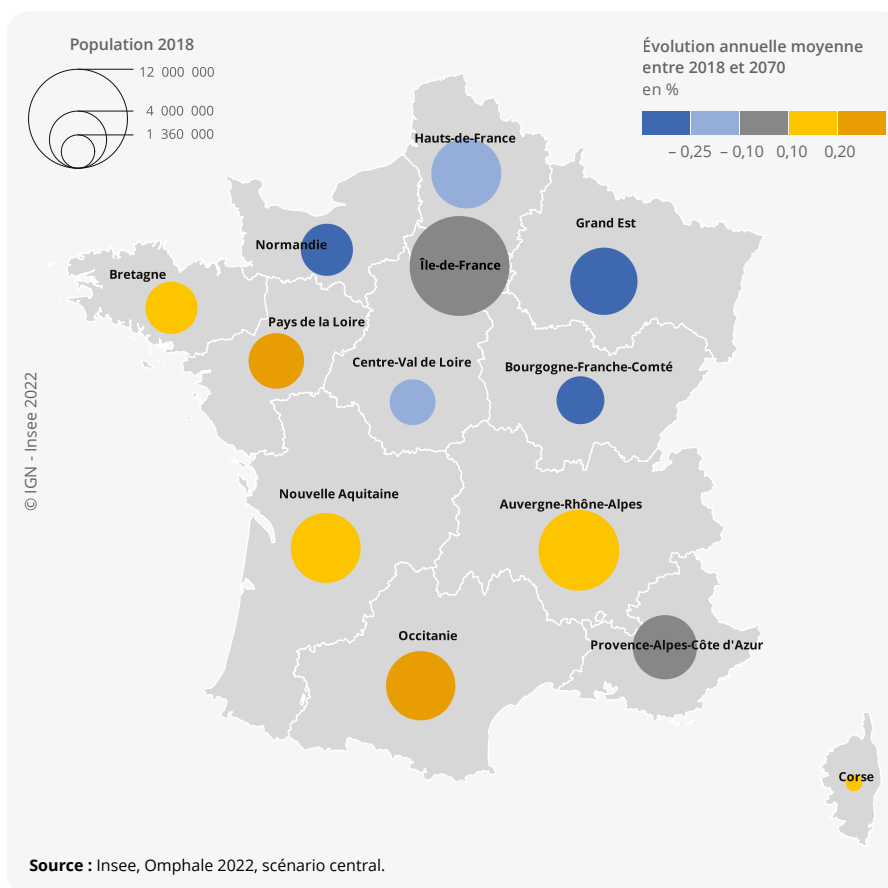 Population 2018
12 000 000
4 000 000
1 360 000
Évolution annuelle moyenne
entre 2018 et 2070
en %
– 0,25 – 0,10 0,10 0,20
Hauts-de-France
Grand Est
Normandie
Île-de-France
Bretagne
Pays de la Loire
Centre-Val de Loire
Bourgogne-Franche-Comté
Nouvelle Aquitaine
Auvergne-Rhône-Alpes
Occitanie
Provence-Alpes-Côte d'Azur
Corse
© IGN - Insee 2022
Source : Insee, Omphale 2022, scénario central.